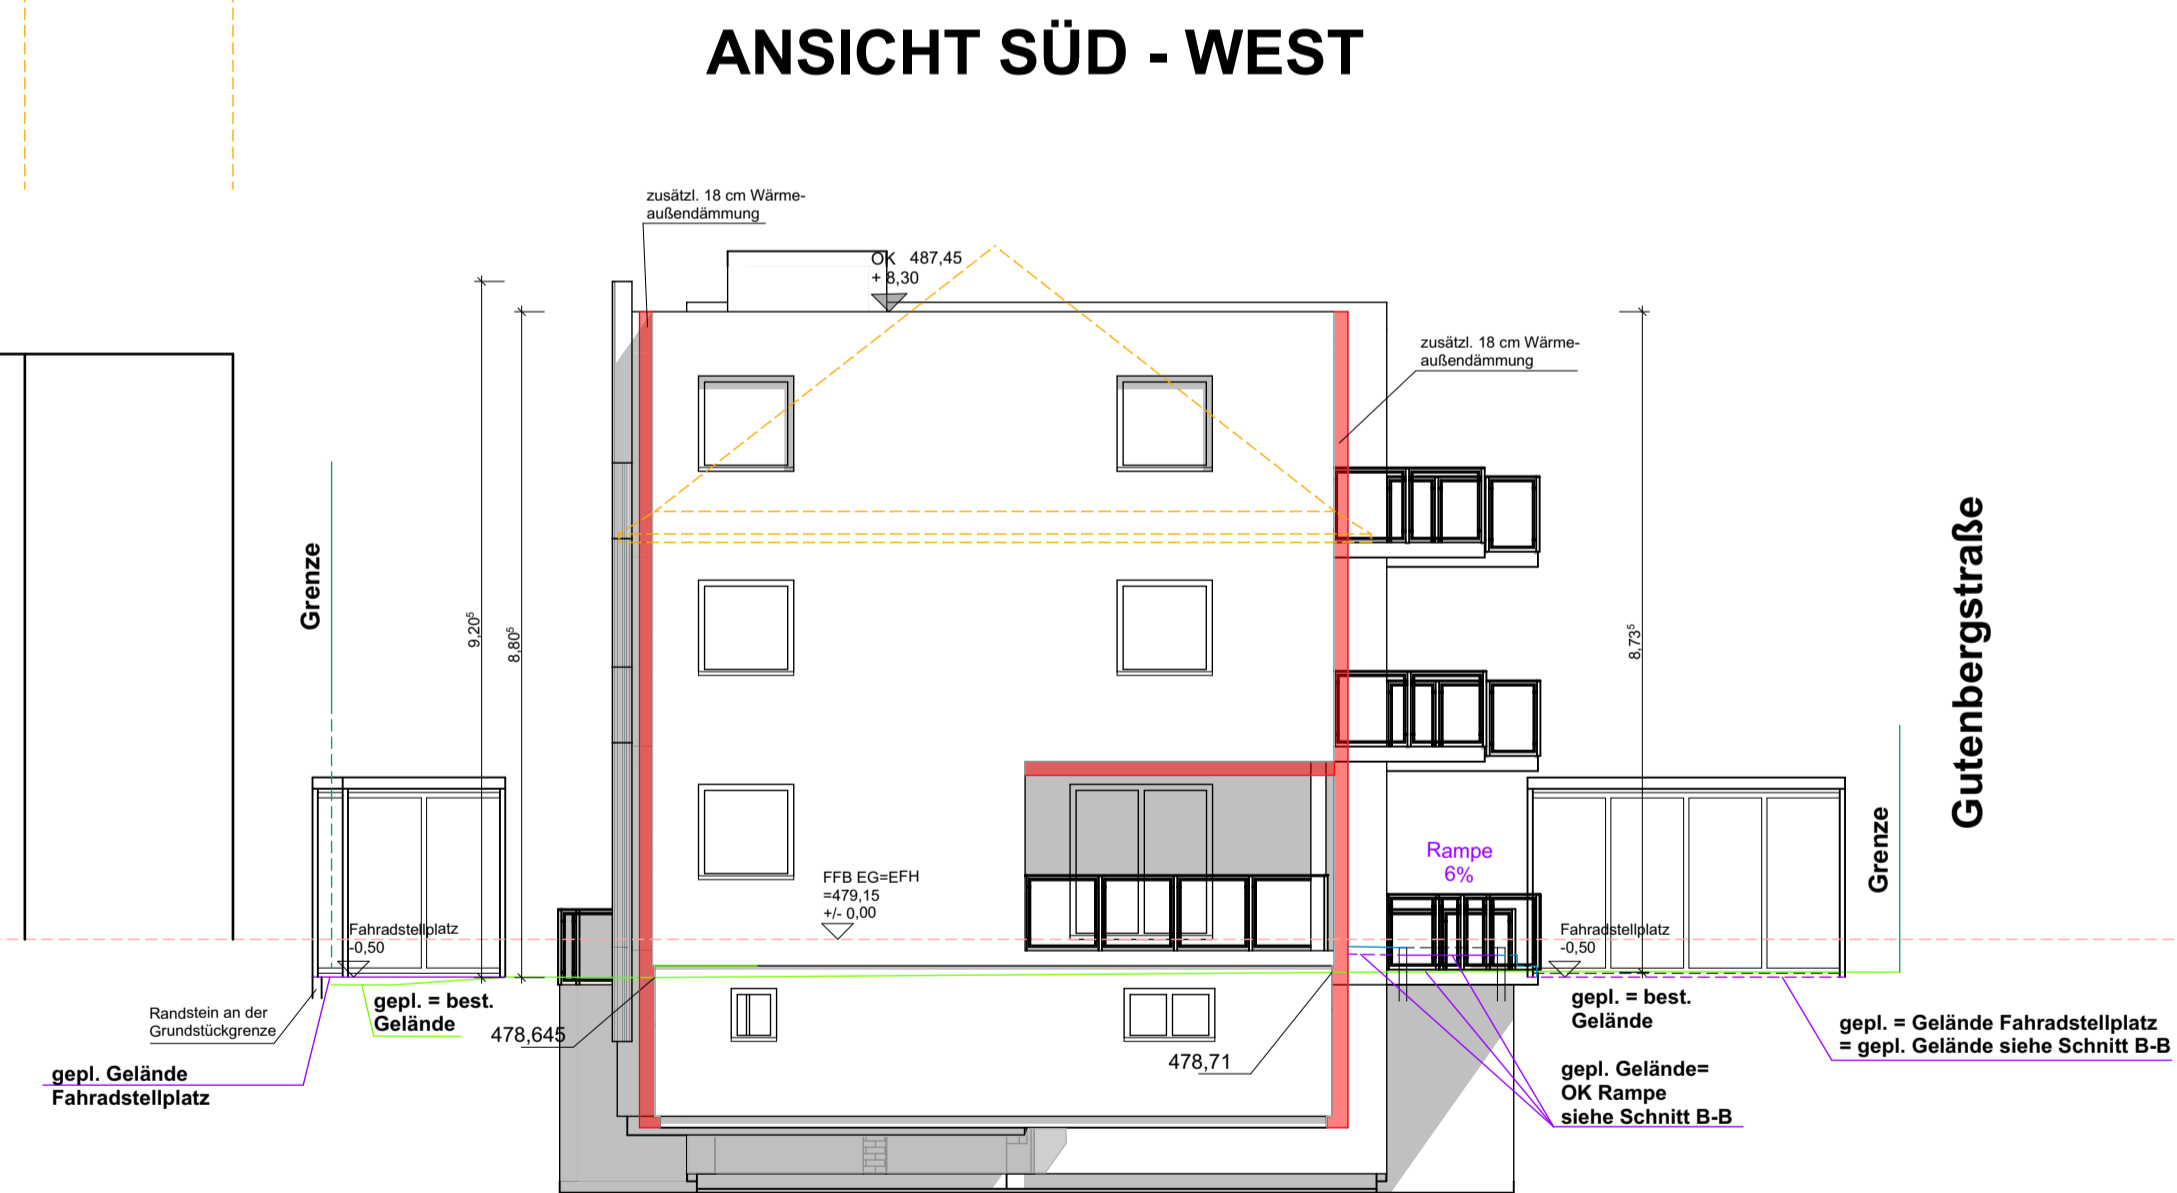 ANSICHT SÜD - WEST
zusätzl. 18 cm Wärme-
außendämmung
OK 487,45
+ 8,30
zusätzl. 18 cm Wärme-
außendämmung
Grenze
9,20⁵
8,80⁵
8,73⁵
Gutenbergstraße
Grenze
Rampe
6%
FFB EG=EFH
=479,15
+/- 0,00
Fahradstellplatz
-0,50
Fahradstellplatz
-0,50
Randstein an der
Grundstückgrenze
gepl. = best.
Gelände
478,645
478,71
gepl. = best.
Gelände
gepl. = Gelände Fahradstellplatz
= gepl. Gelände siehe Schnitt B-B
gepl. Gelände
Fahradstellplatz
gepl. Gelände=
OK Rampe
siehe Schnitt B-B